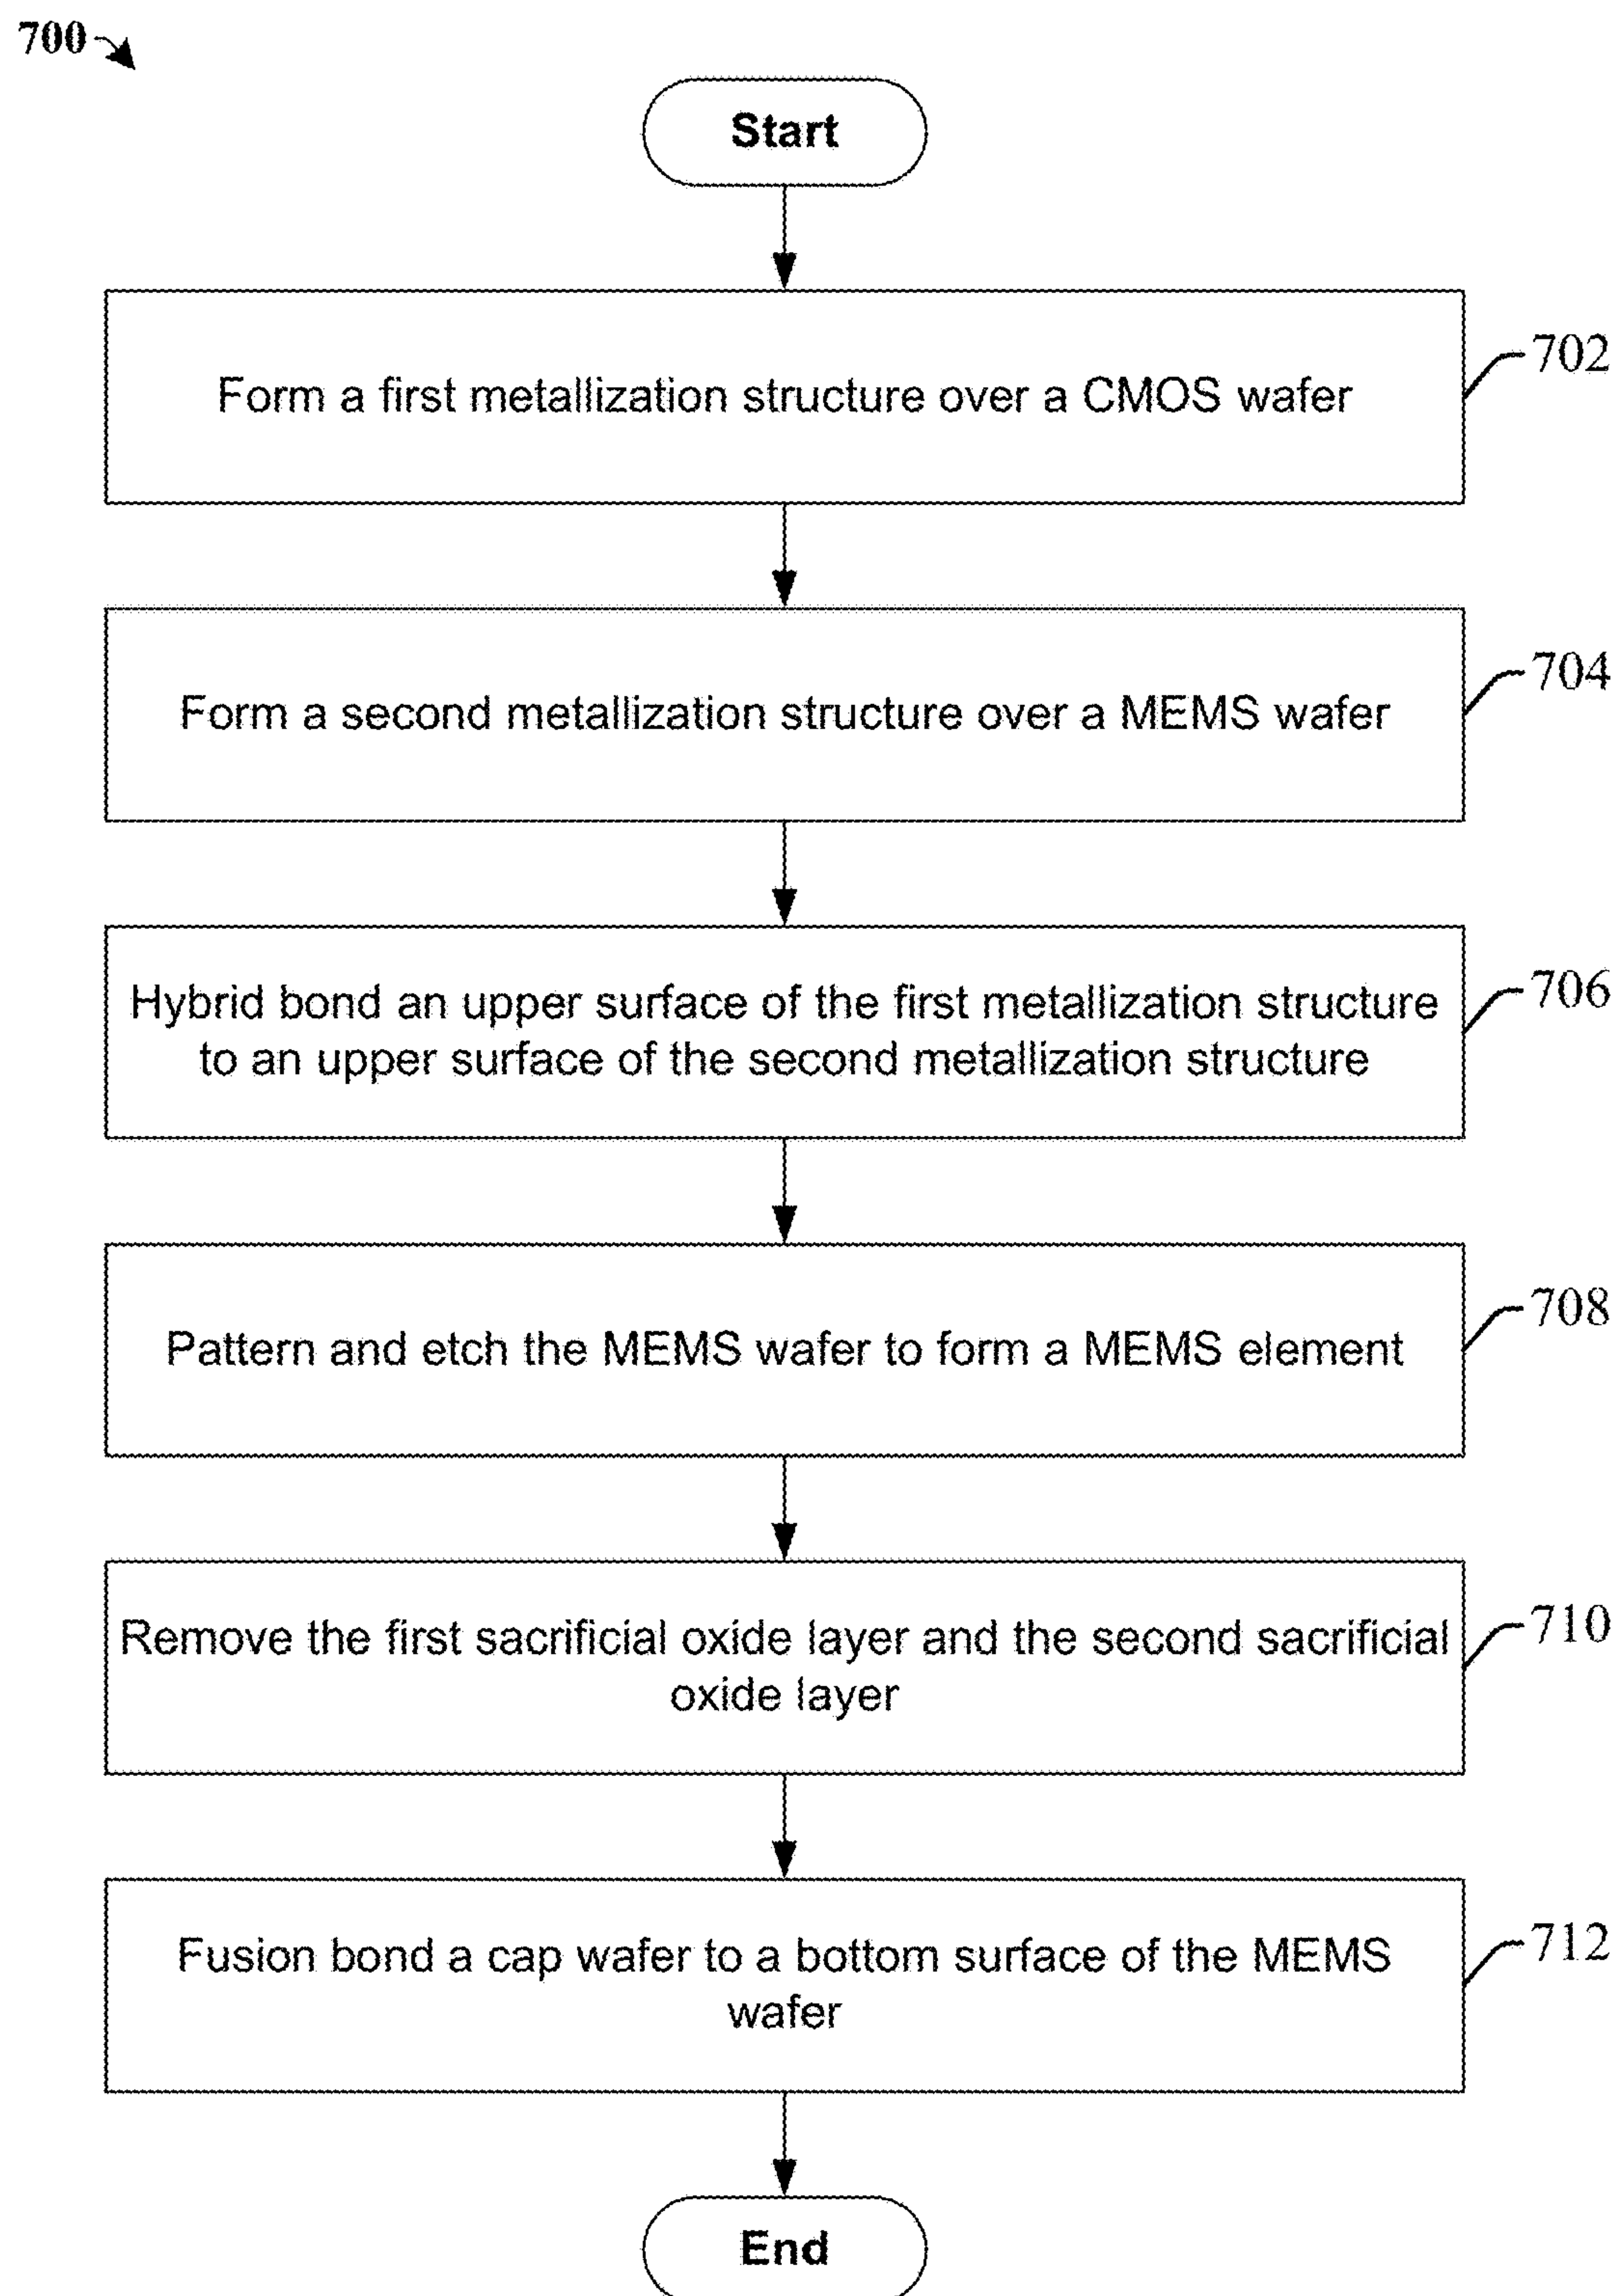 700
Start
Form a first metallization structure over a CMOS wafer
702
Form a second metallization structure over a MEMS wafer
704
Hybrid bond an upper surface of the first metallization structure
to an upper surface of the second metallization structure
706
Pattern and etch the MEMS wafer to form a MEMS element
708
Remove the first sacrificial oxide layer and the second sacrificial
oxide layer
710
Fusion bond a cap wafer to a bottom surface of the MEMS
wafer
712
End